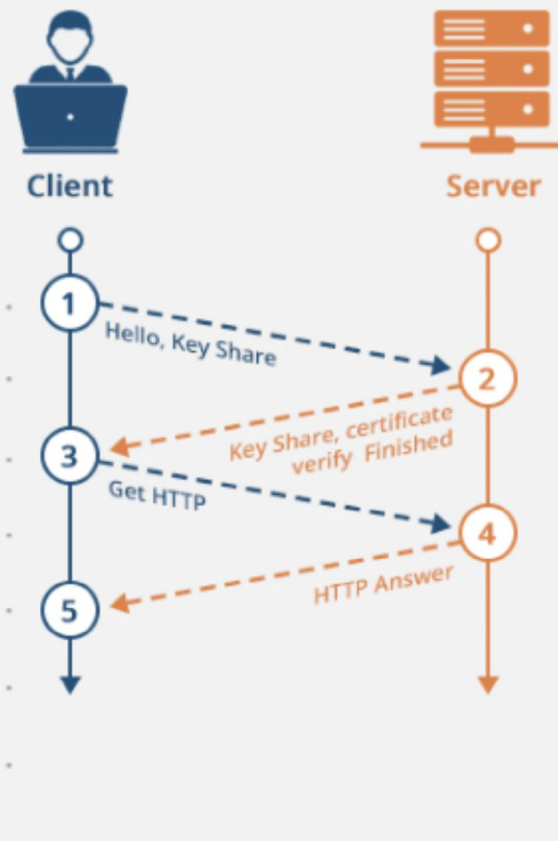 Client
Server
1
Hello, Key Share
2
Key Share, certificate
verify Finished
3
Get HTTP
4
HTTP Answer
5